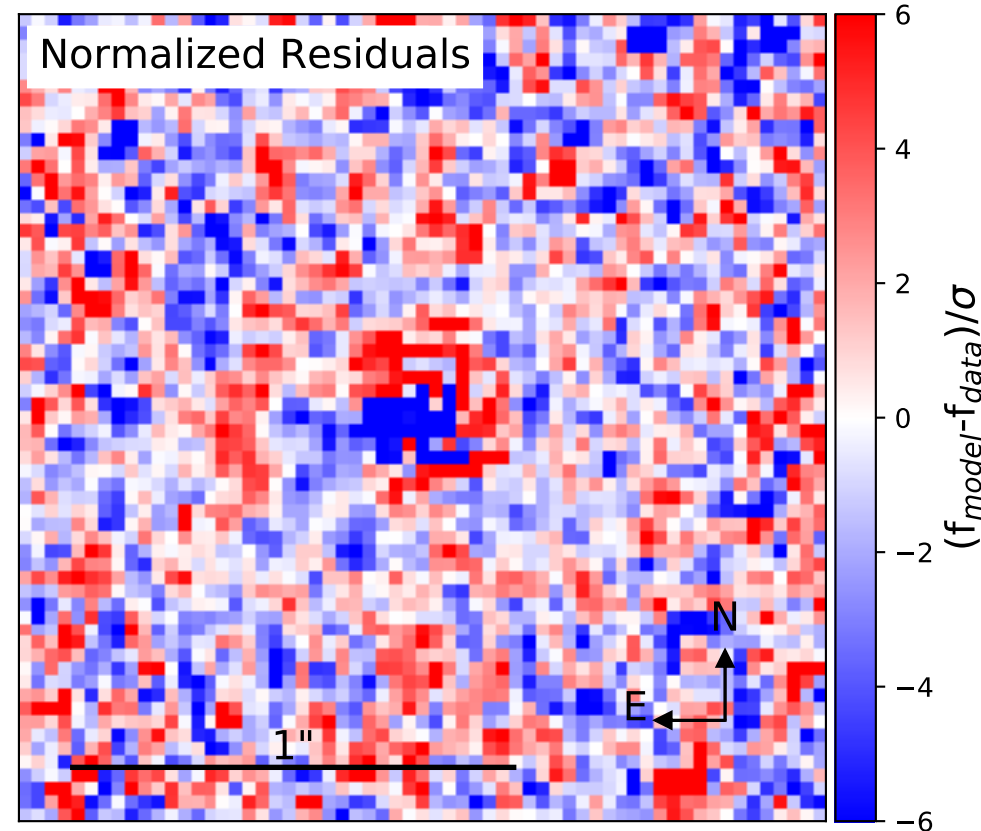 Normalized Residuals
6
4
2
0
−2
−4
−6
(f_model-f_data)/σ
N
E
1"